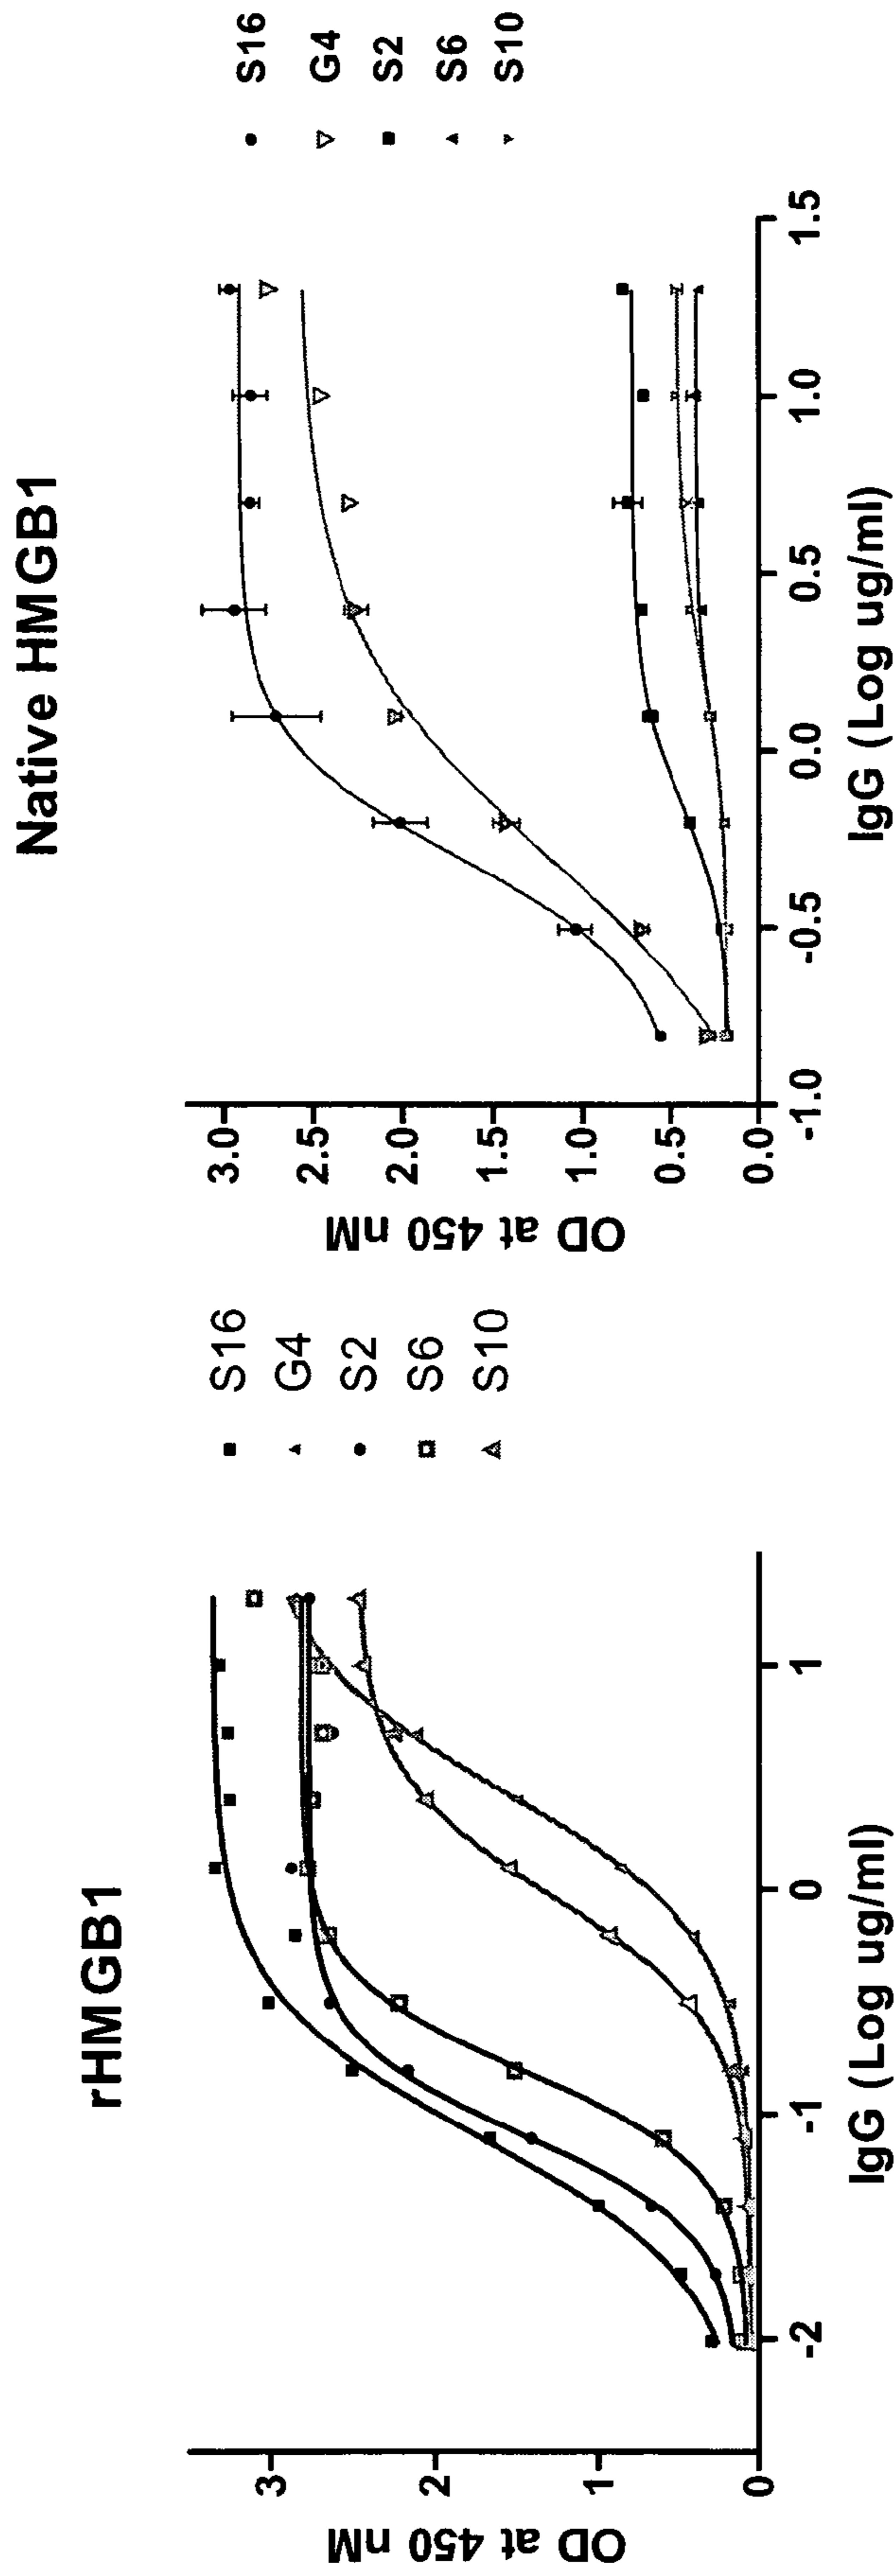 rHMGB1
OD at 450 nM
3
2
1
0
-2
-1
0
1
IgG (Log ug/ml)
S16
G4
S2
S6
S10
Native HMGB1
OD at 450 nM
3.0
2.5
2.0
1.5
1.0
0.5
0.0
-1.0
-0.5
0.0
0.5
1.0
1.5
IgG (Log ug/ml)
S16
G4
S2
S6
S10